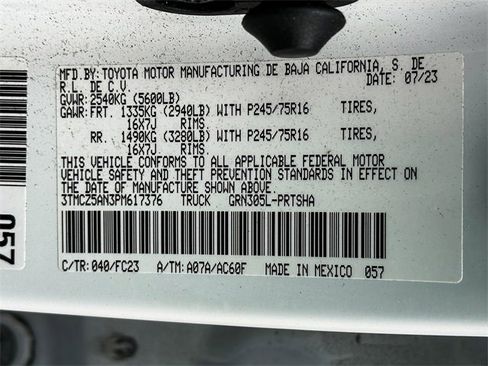 MFD.BY: TOYOTA MOTOR MANUFACTURING DE BAJA CALIFORNIA, S. DE
R.L. DE C.V. DATE: 07/23
GVWR: 2540KG (5600LB)
GAWR: FRT. 1335KG (2940LB) WITH P245/75R16 TIRES,
16X7J RIMS.
RR. 1490KG (3280LB) WITH P245/75R16 TIRES,
16X7J RIMS.
THIS VEHICLE CONFORMS TO ALL APPLICABLE FEDERAL MOTOR
VEHICLE SAFETY AND THEFT PREVENTION STANDARDS IN EFFECT ON
THE DATE OF MANUFACTURE SHOWN ABOVE.
3TMCZ5AN3PM617376 TRUCK GRN305L-PRTSHA
C/TR: 040/FC23 A/TM: A07A/AC60F MADE IN MEXICO 057
057